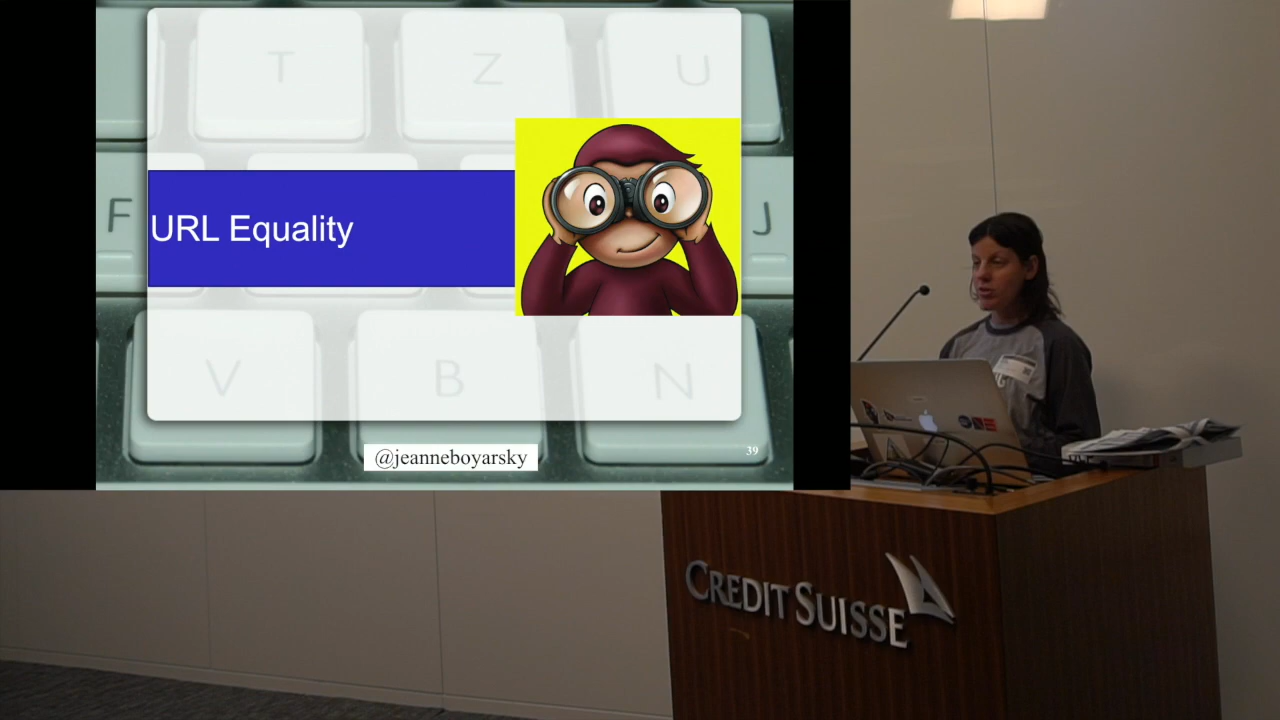 T Z U
F
J
URL Equality
V B N
@jeanneboyarsky
39
CREDIT SUISSE